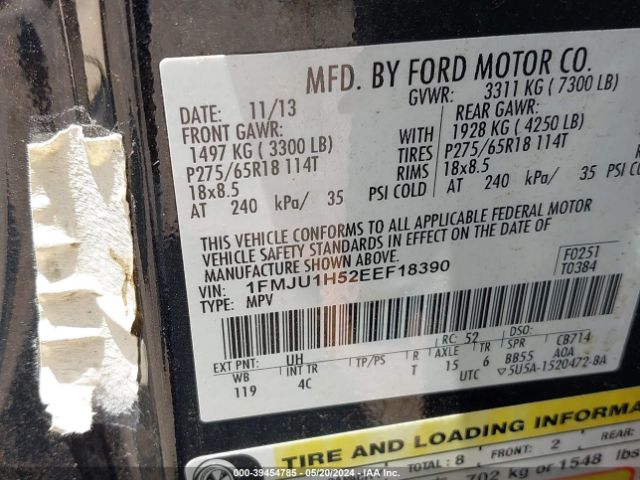 MFD. BY FORD MOTOR CO.
DATE: 11/13
GVWR: 3311 KG ( 7300 LB)
FRONT GAWR:
REAR GAWR:
1497 KG ( 3300 LB)
WITH
1928 KG ( 4250 LB)
P275/65R18 114T
TIRES
P275/65R18 114T
18x8.5
RIMS
18x8.5
AT 240 kPa/ 35 PSI COLD
AT 240 kPa/ 35 PSI COL
THIS VEHICLE CONFORMS TO ALL APPLICABLE FEDERAL MOTOR
VEHICLE SAFETY STANDARDS IN EFFECT ON THE DATE OF
MANUFACTURE SHOWN ABOVE.
VIN: 1FMJU1H52EEF18390
F0251
TYPE: MPV
T0384
EXT PNT: UH
RC: 52
DSO:
WB
INT TR
TP/PS
R
AXLE
TR
SPR
CB714
119
4C
T
15
6
BB55
A0A
UTC
5U5A-1520472-BA
TIRE AND LOADING INFORMA
TOTAL: 8
FRONT: 2
REAR:
702 kg or 1548 lbs
© 39454785 - 05/20/2024 - IAA Inc.